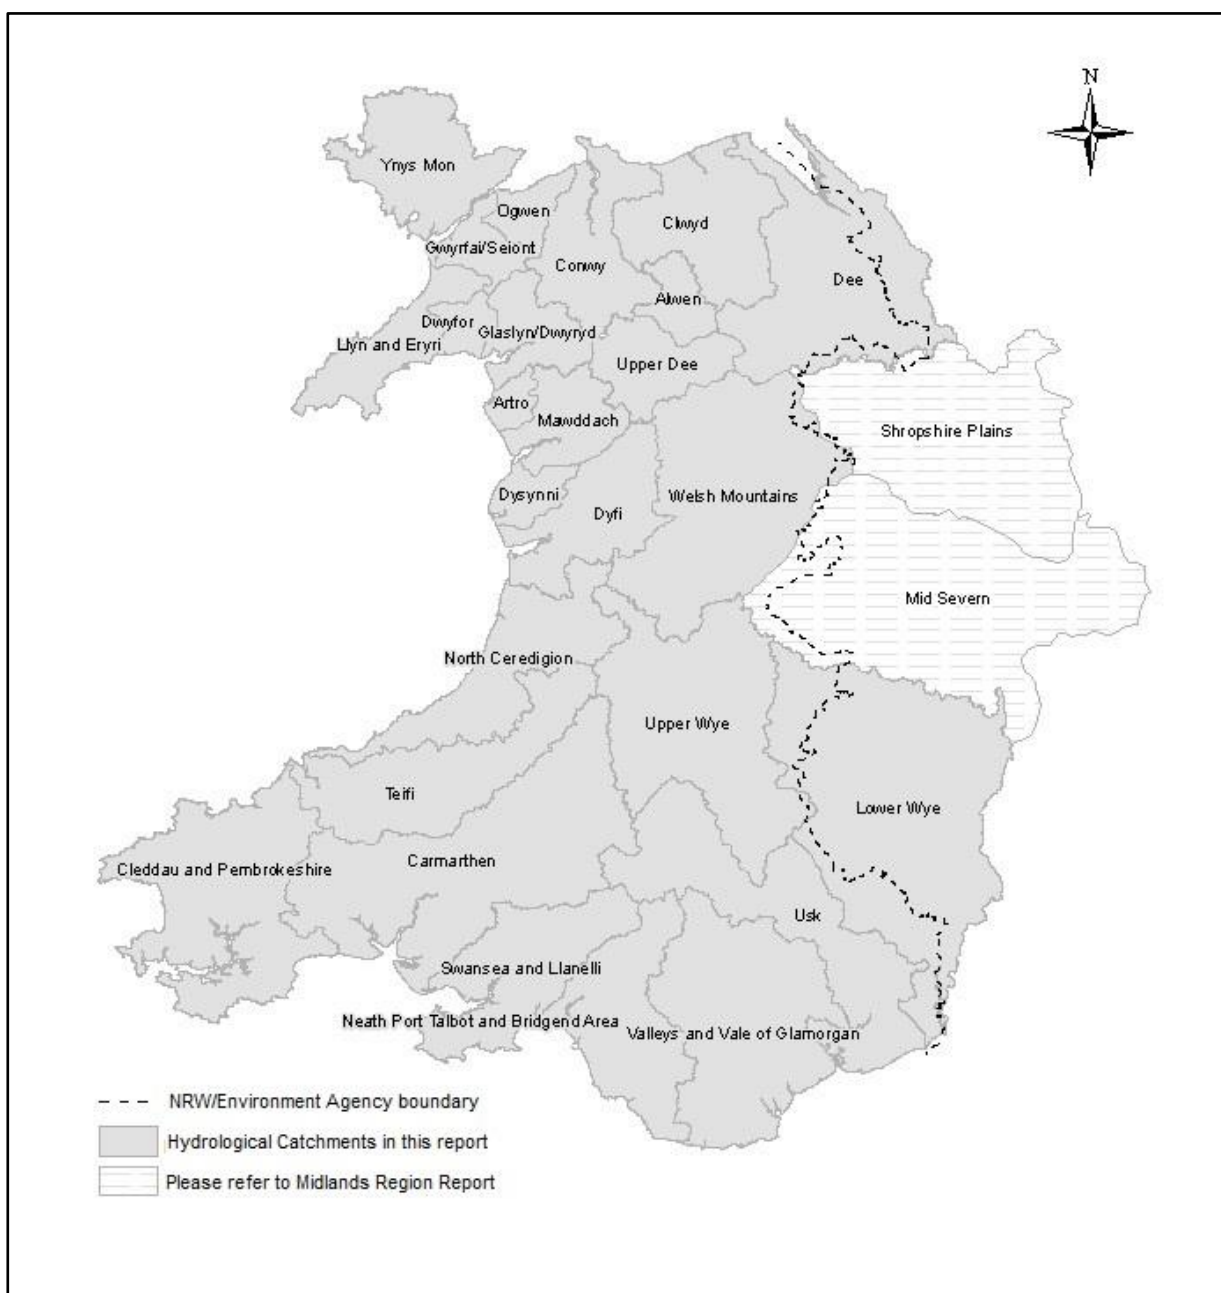 N
Ynys Mon
Ogwen
Clwyd
Gwyrfai/Seiont
Conwy
Dee
Alwen
Dwyfor
Glaslyn/Dwyryd
Llyn and Eryri
Upper Dee
Artro
Mawddach
Shropshire Plains
Dysynni
Welsh Mountains
Dyfi
Mid Severn
North Ceredigion
Upper Wye
Teifi
Lower Wye
Carmarthen
Cleddau and Pembrokeshire
Usk
Swansea and Llanelli
Neath Port Talbot and Bridgend Area
Valleys and Vale of Glamorgan
NRW/Environment Agency boundary
Hydrological Catchments in this report
Please refer to Midlands Region Report